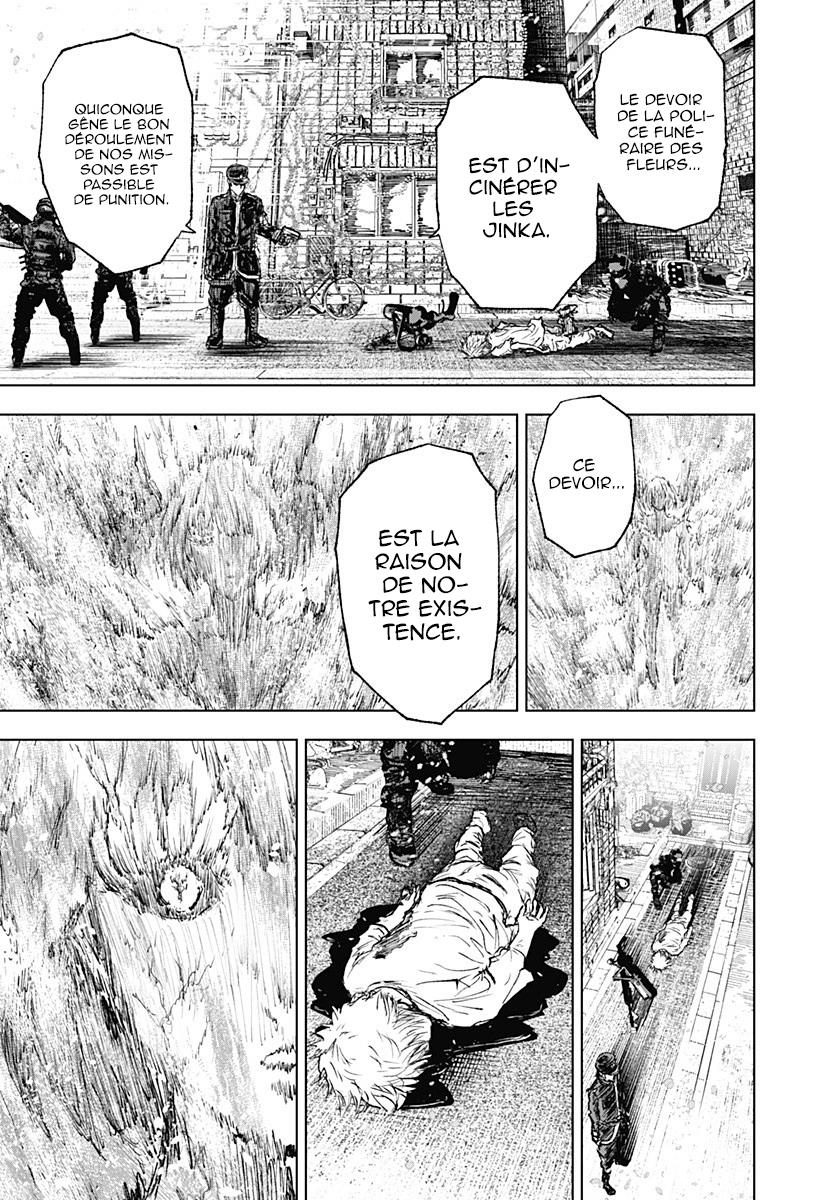 LE DEVOIR
DE LA POLI-
CE FUNÉ-
RAIRE DES
FLEURS...
EST D'IN-
CINÉRER
LES
JINKA.
QUICONQUE
GÊNE LE BON
DÉROULEMENT
DE NOS MIS-
SONS EST
PASSIBLE
DE PUNITION.
CE
DEVOIR...
EST LA
RAISON
DE NO-
TRE EXIS-
TENCE.